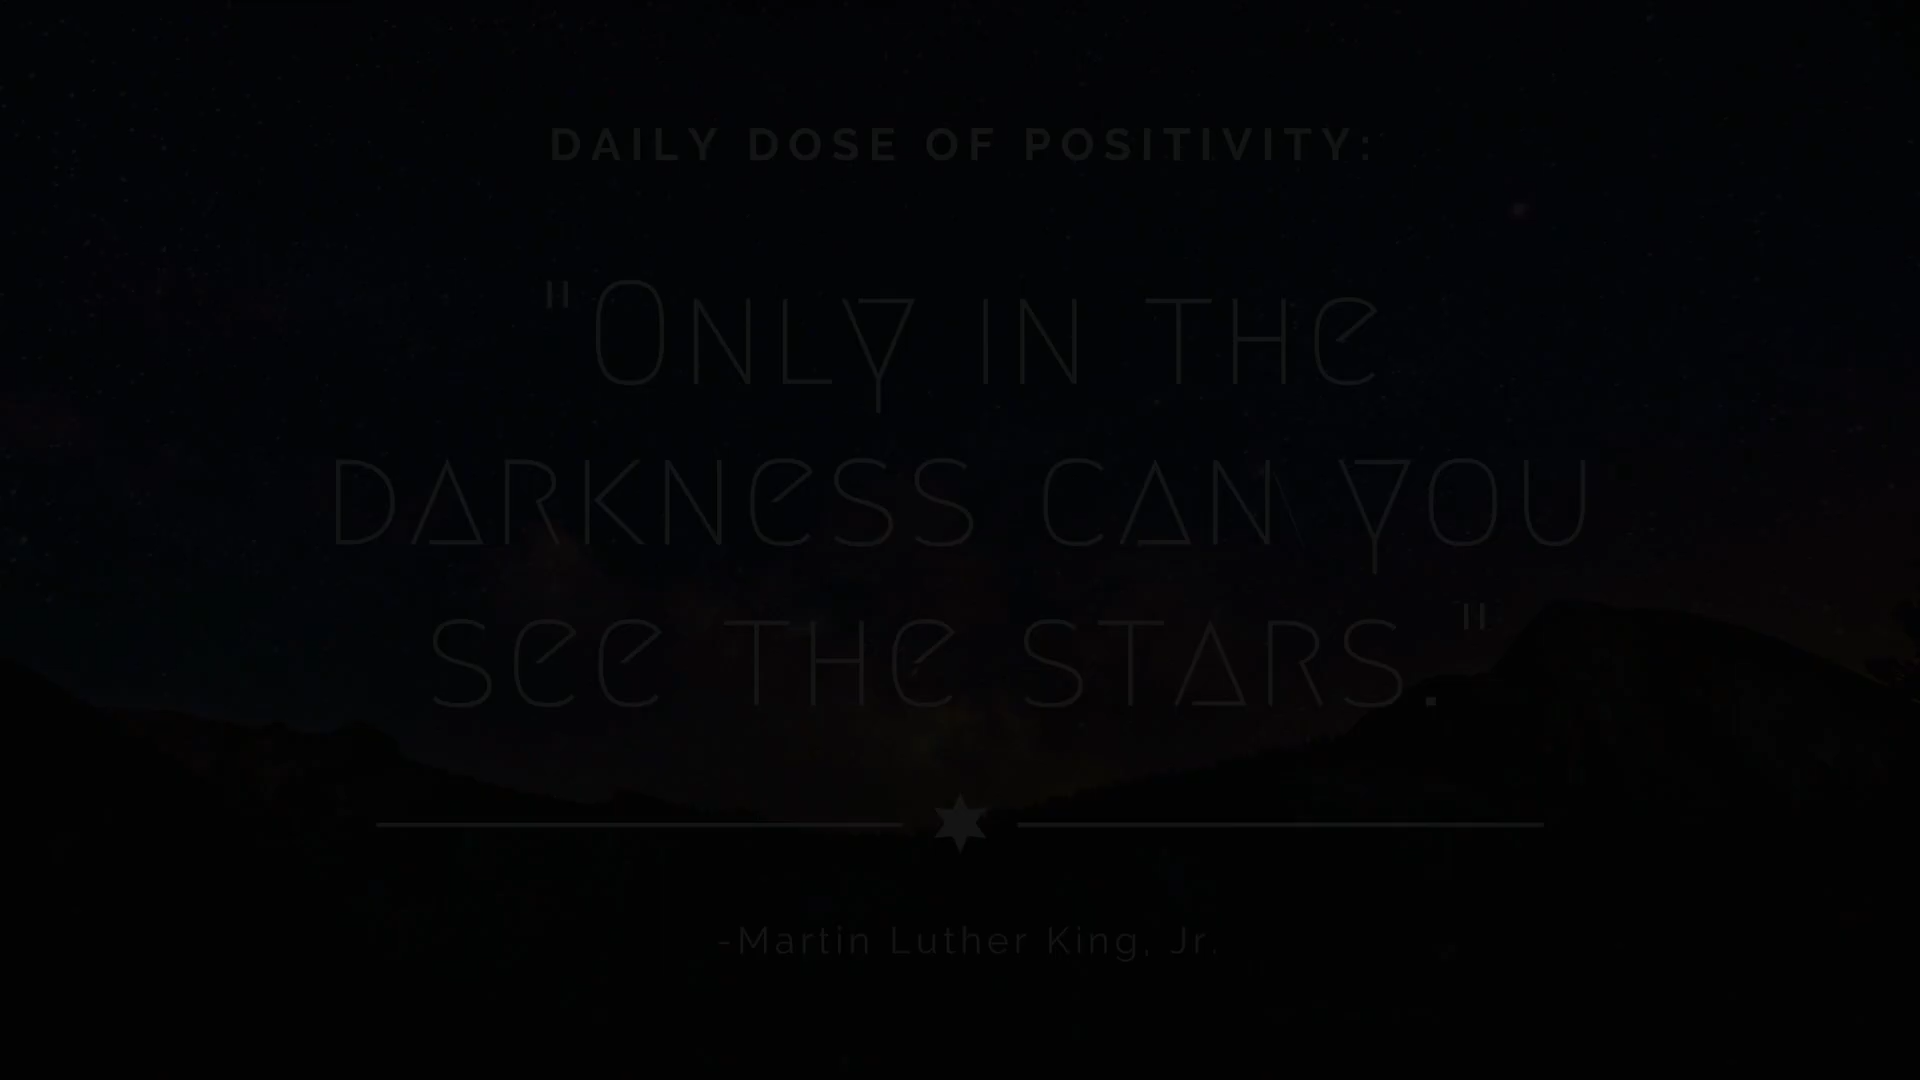 DAILY DOSE OF POSITIVITY:
"Only in the
darkness can you
see the stars."
-Martin Luther King, Jr.